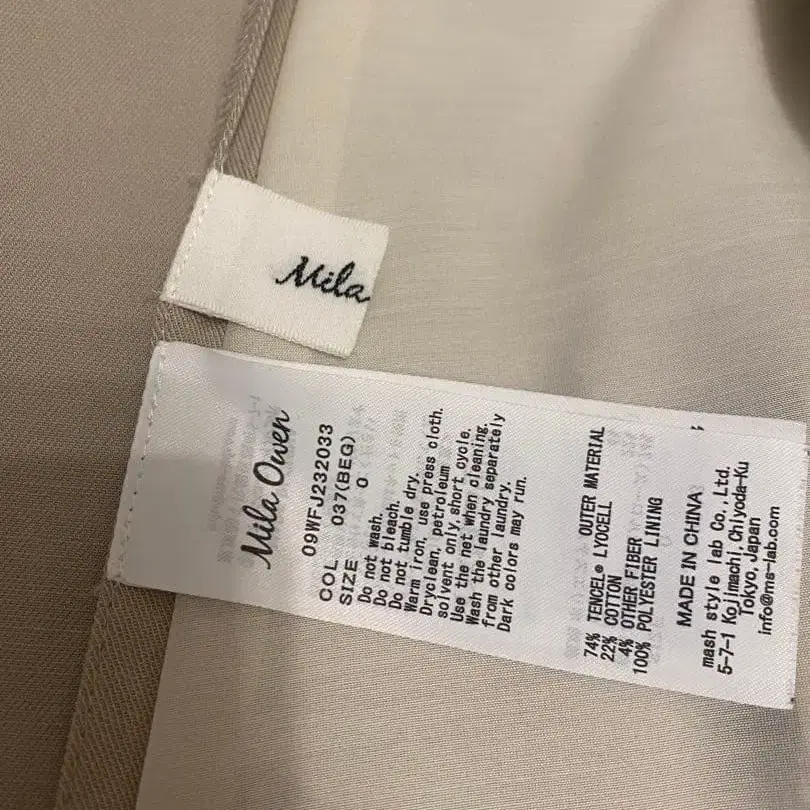 Mila
Mila Owen
09WFJ232033
COL 037(BEG)
SIZE 0
Do not wash.
Do not bleach.
Do not tumble dry.
Warm iron, use press cloth.
Dryclean, petroleum
solvent only, short cycle.
Use the net when cleaning.
Wash the laundry separately
from other laundry.
Dark colors may run.
OUTER MATERIAL
74% TENCEL® LYOCELL
22% COTTON
4% OTHER FIBER
100% POLYESTER LINING
MADE IN CHINA
mash style lab Co., Ltd.
5-7-1 Kojimachi, Chiyoda-Ku
Tokyo, Japan
info@ms-lab.com